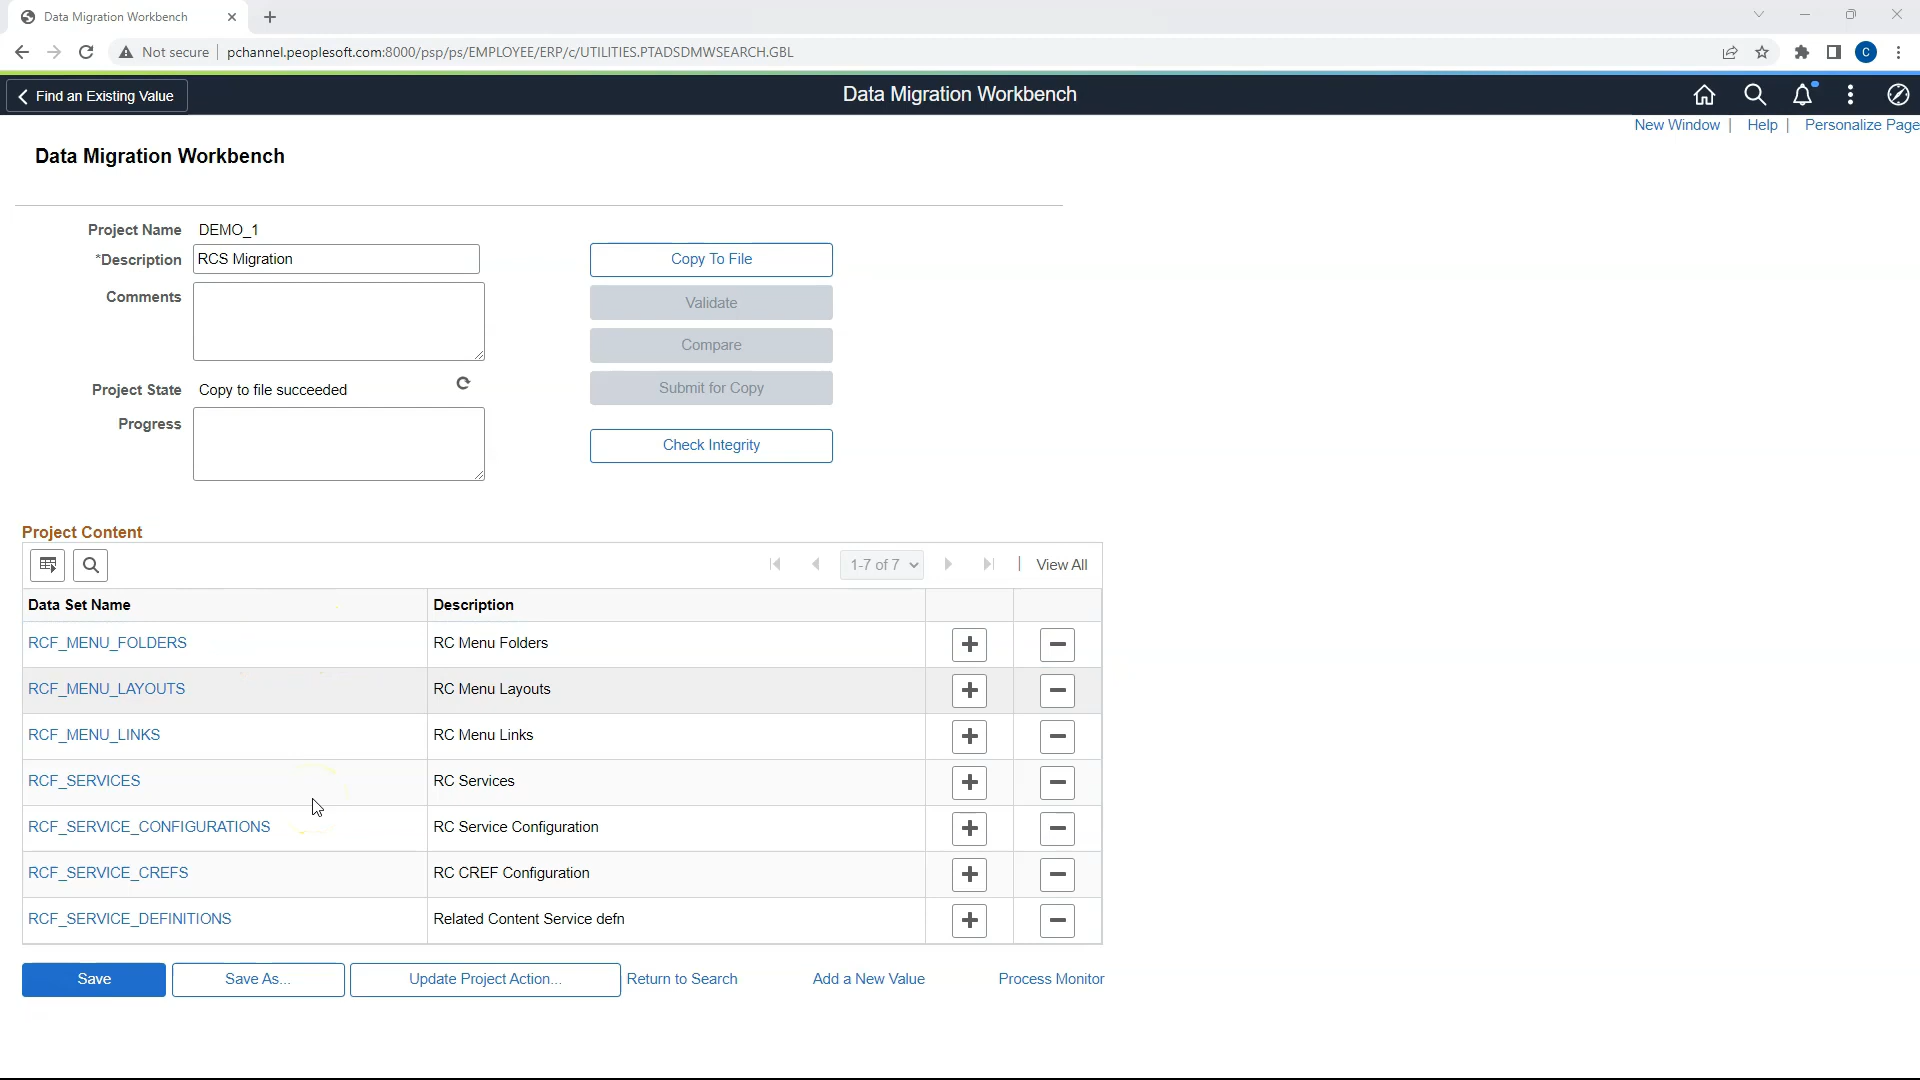 Data Migration Workbench
Not secure | pchannel.peoplesoft.com:8000/psp/ps/EMPLOYEE/ERP/c/UTILITIES.PTADSDMWSEARCH.GBL
C
Find an Existing Value
Data Migration Workbench
New Window | Help | Personalize Page
Data Migration Workbench
Project Name DEMO_1
*Description RCS Migration
Copy To File
Comments
Validate
Compare
Project State Copy to file succeeded
Submit for Copy
Progress
Check Integrity
Project Content
1-7 of 7 | View All
Data Set Name Description
RCF_MENU_FOLDERS RC Menu Folders
RCF_MENU_LAYOUTS RC Menu Layouts
RCF_MENU_LINKS RC Menu Links
RCF_SERVICES RC Services
RCF_SERVICE_CONFIGURATIONS RC Service Configuration
RCF_SERVICE_CREFS RC CREF Configuration
RCF_SERVICE_DEFINITIONS Related Content Service defn
Save Save As... Update Project Action... Return to Search Add a New Value Process Monitor